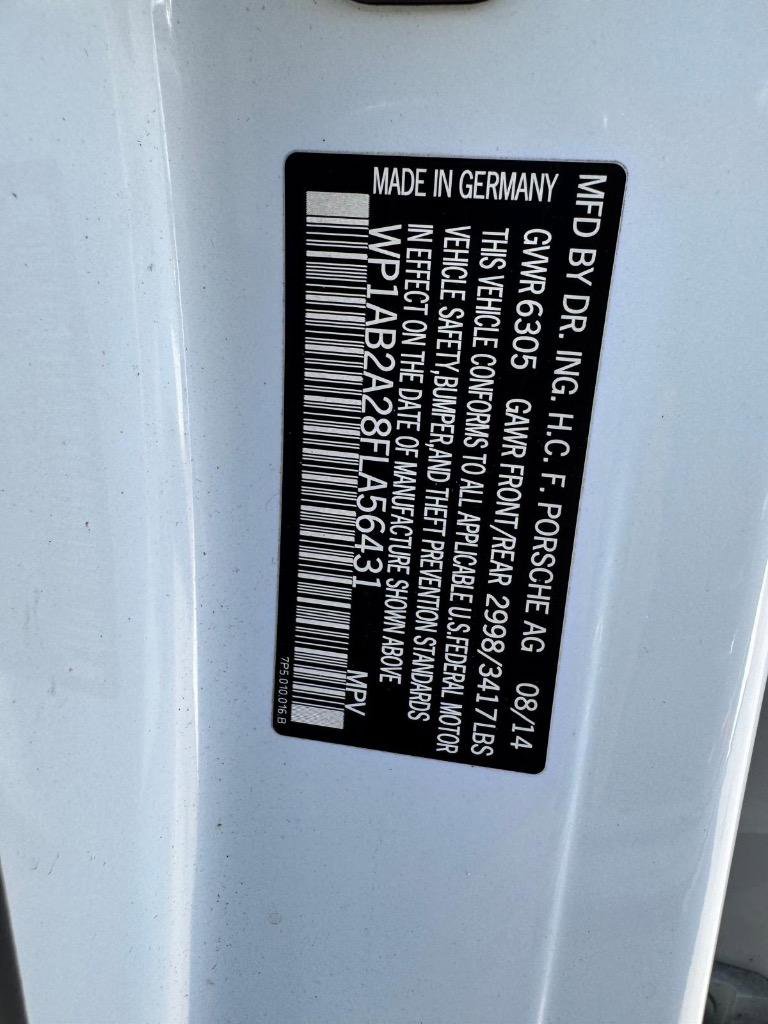 MFD BY DR. ING. H.C. F. PORSCHE AG 08/14
GVWR 6305 GAWR FRONT/REAR 2998/3417LBS
THIS VEHICLE CONFORMS TO ALL APPLICABLE U.S.FEDERAL MOTOR
VEHICLE SAFETY,BUMPER,AND THEFT PREVENTION STANDARDS
IN EFFECT ON THE DATE OF MANUFACTURE SHOWN ABOVE
WP1AB2A28FLA56431 MPV
MADE IN GERMANY
7P5.010.016.B